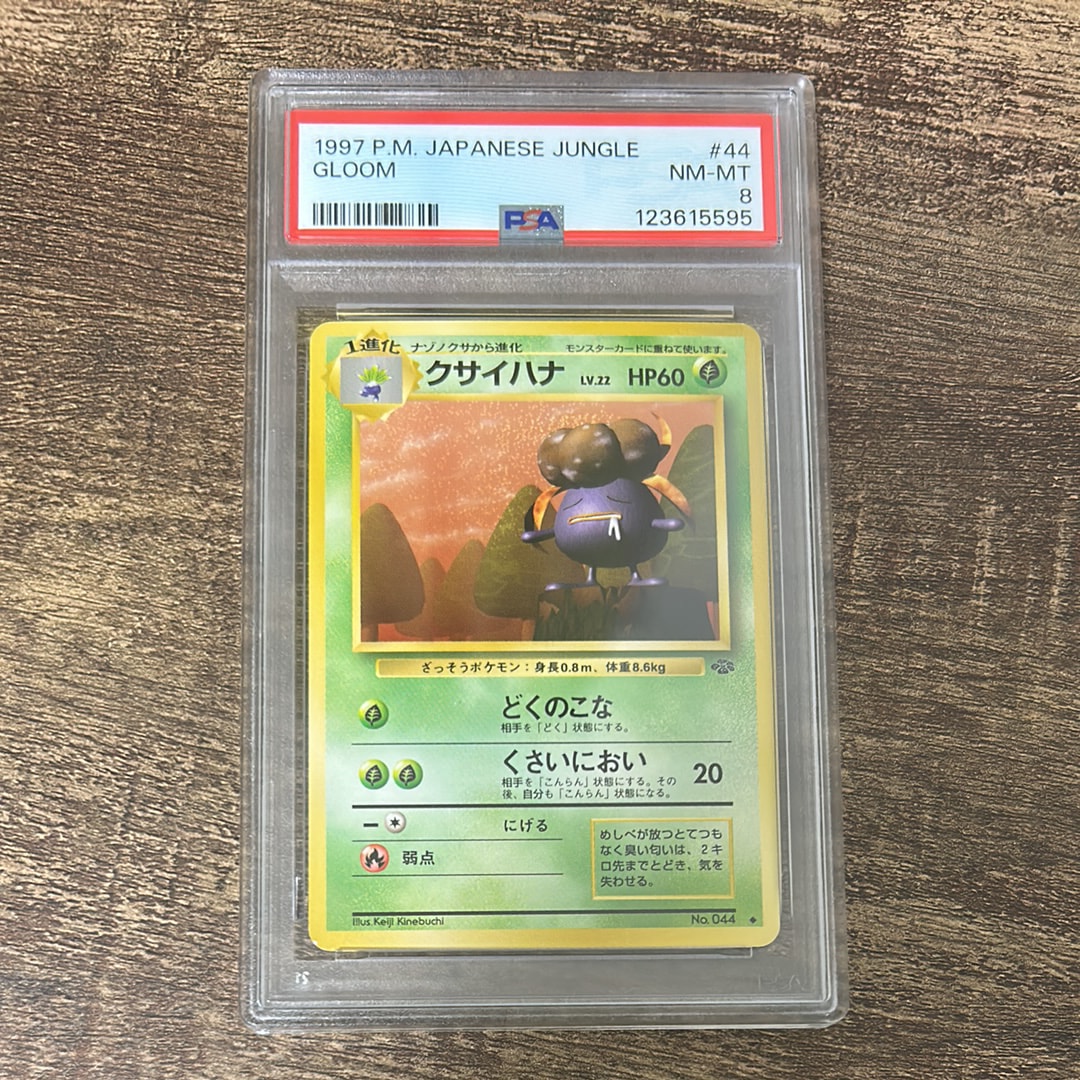 1997 P.M. JAPANESE JUNGLE #44
GLOOM NM-MT
8
PSA 123615595
1進化 ナゾノクサから進化 モンスターカードに重ねて使います。
クサイハナ LV.22 HP60
ざっそうポケモン：身長0.8m、体重8.6kg
どくのこな
相手を「どく」状態にする。
くさいにおい 20
相手を「こんらん」状態にする。その
後、自分も「こんらん」状態になる。
にげる
弱点
めしべが放つとてつも
なく臭い匂いは、2キ
ロ先までとどき、気を
失わせる。
Illus. Keiji Kinebuchi No. 044